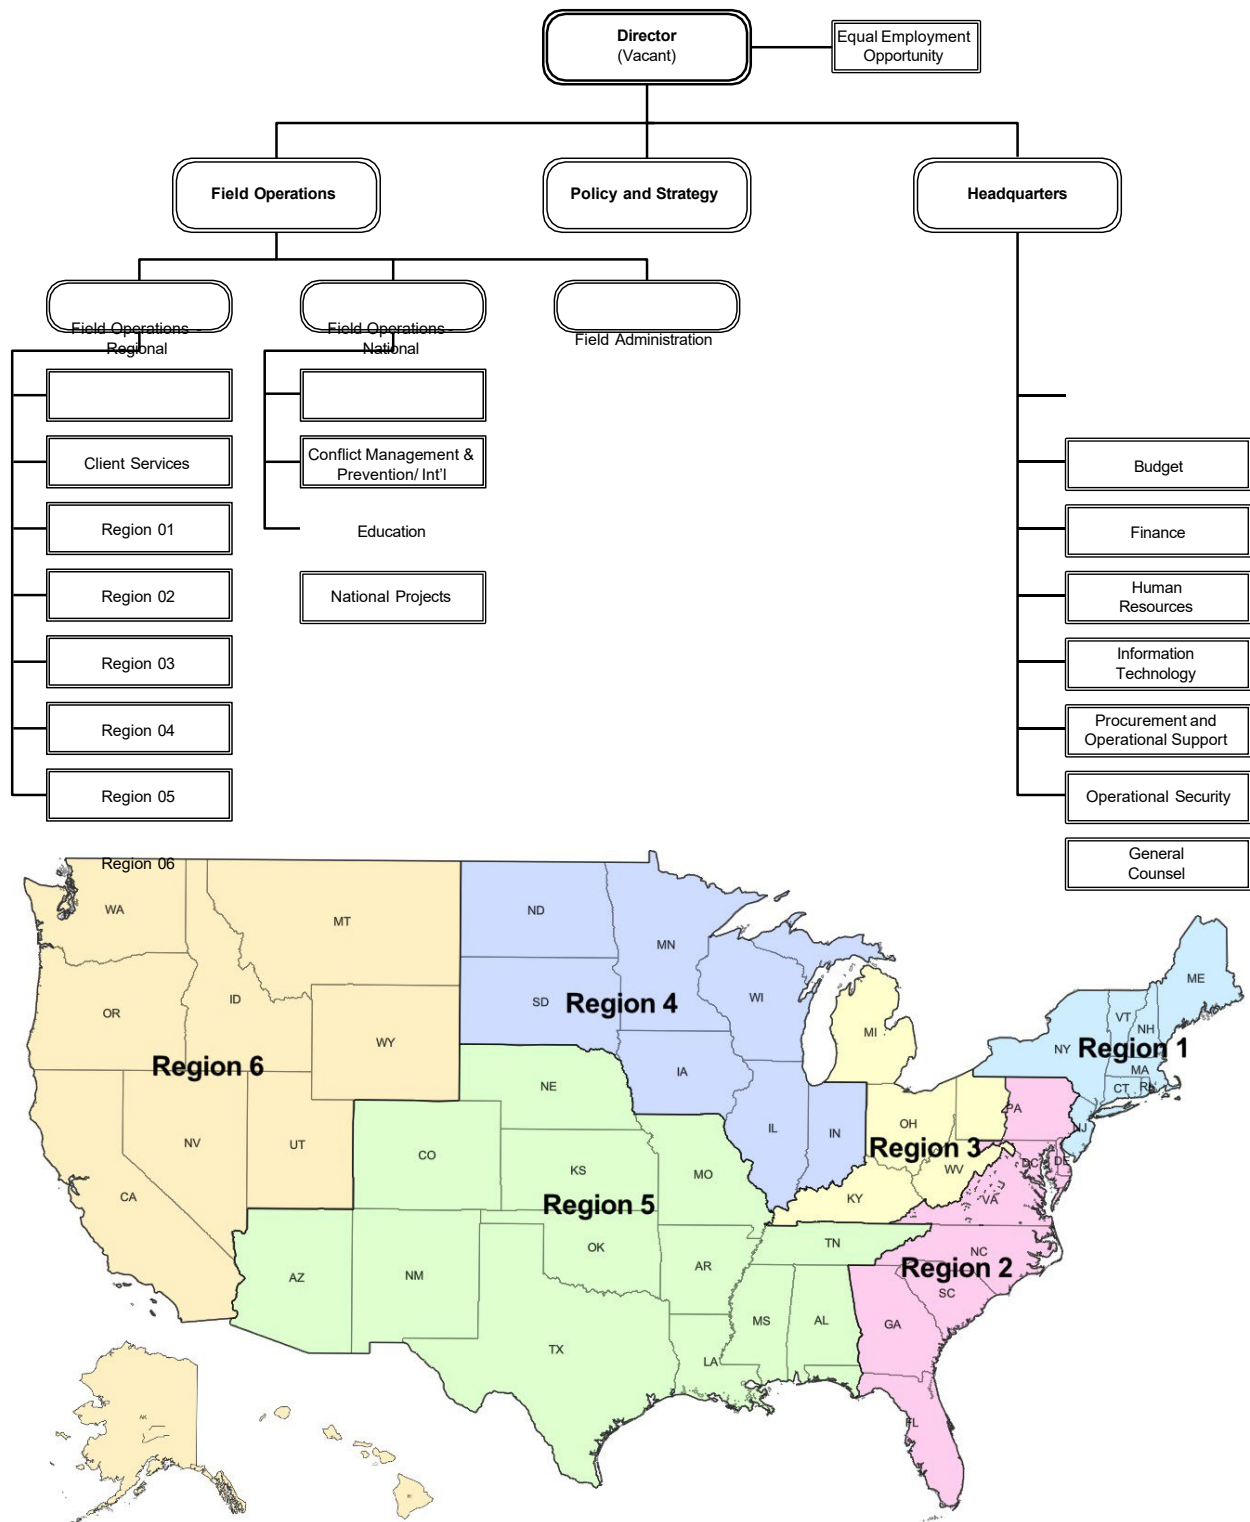 Director
(Vacant)
Equal Employment
Opportunity
Field Operations
Policy and Strategy
Headquarters
Field Operations -
Regional
Field Operations -
National
Field Administration
Client Services
Region 01
Region 02
Region 03
Region 04
Region 05
Region 06
Conflict Management &
Prevention/ Int'l
Education
National Projects
Budget
Finance
Human
Resources
Information
Technology
Procurement and
Operational Support
Operational Security
General
Counsel
WA
MT
ND
MN
OR
ID
SD
Region 4
WI
MI
ME
VT
NH
NY
Region 1
MA
CT
RI
WY
Region 6
IA
NE
PA
NJ
NV
UT
CO
IL
IN
OH
Region 3
WV
DC
DE
CA
KS
MO
KY
VA
Region 5
AZ
NM
OK
AR
TN
NC
Region 2
SC
TX
LA
MS
AL
GA
FL
AK
HI